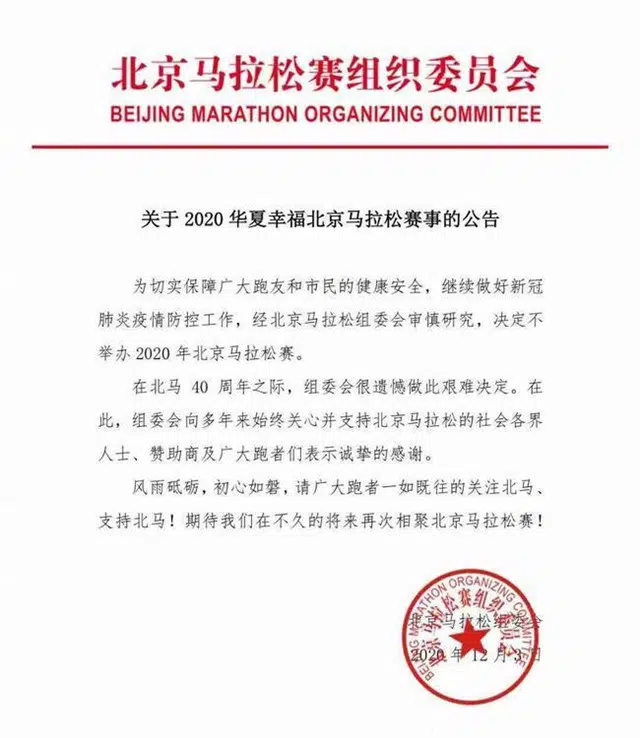 北京马拉松赛组织委员会
BEIJING MARATHON ORGANIZING COMMITTEE
关于 2020 华夏幸福北京马拉松赛事的公告
为切实保障广大跑友和市民的健康安全，继续做好新冠
肺炎疫情防控工作，经北京马拉松组委会审慎研究，决定不
举办 2020 年北京马拉松赛。
在北马 40 周年之际，组委会很遗憾做此艰难决定。在
此，组委会向多年来始终关心并支持北京马拉松的社会各界
人士、赞助商及广大跑者们表示诚挚的感谢。
风雨砥砺，初心如磐，请广大跑者一如既往的关注北马、
支持北马！期待我们在不久的将来再次相聚北京马拉松赛！
北京马拉松组委会
2020 年 12 月 3 日
BEIJING MARATHON ORGANIZING COMMITTEE
北京马拉松赛组织委员会